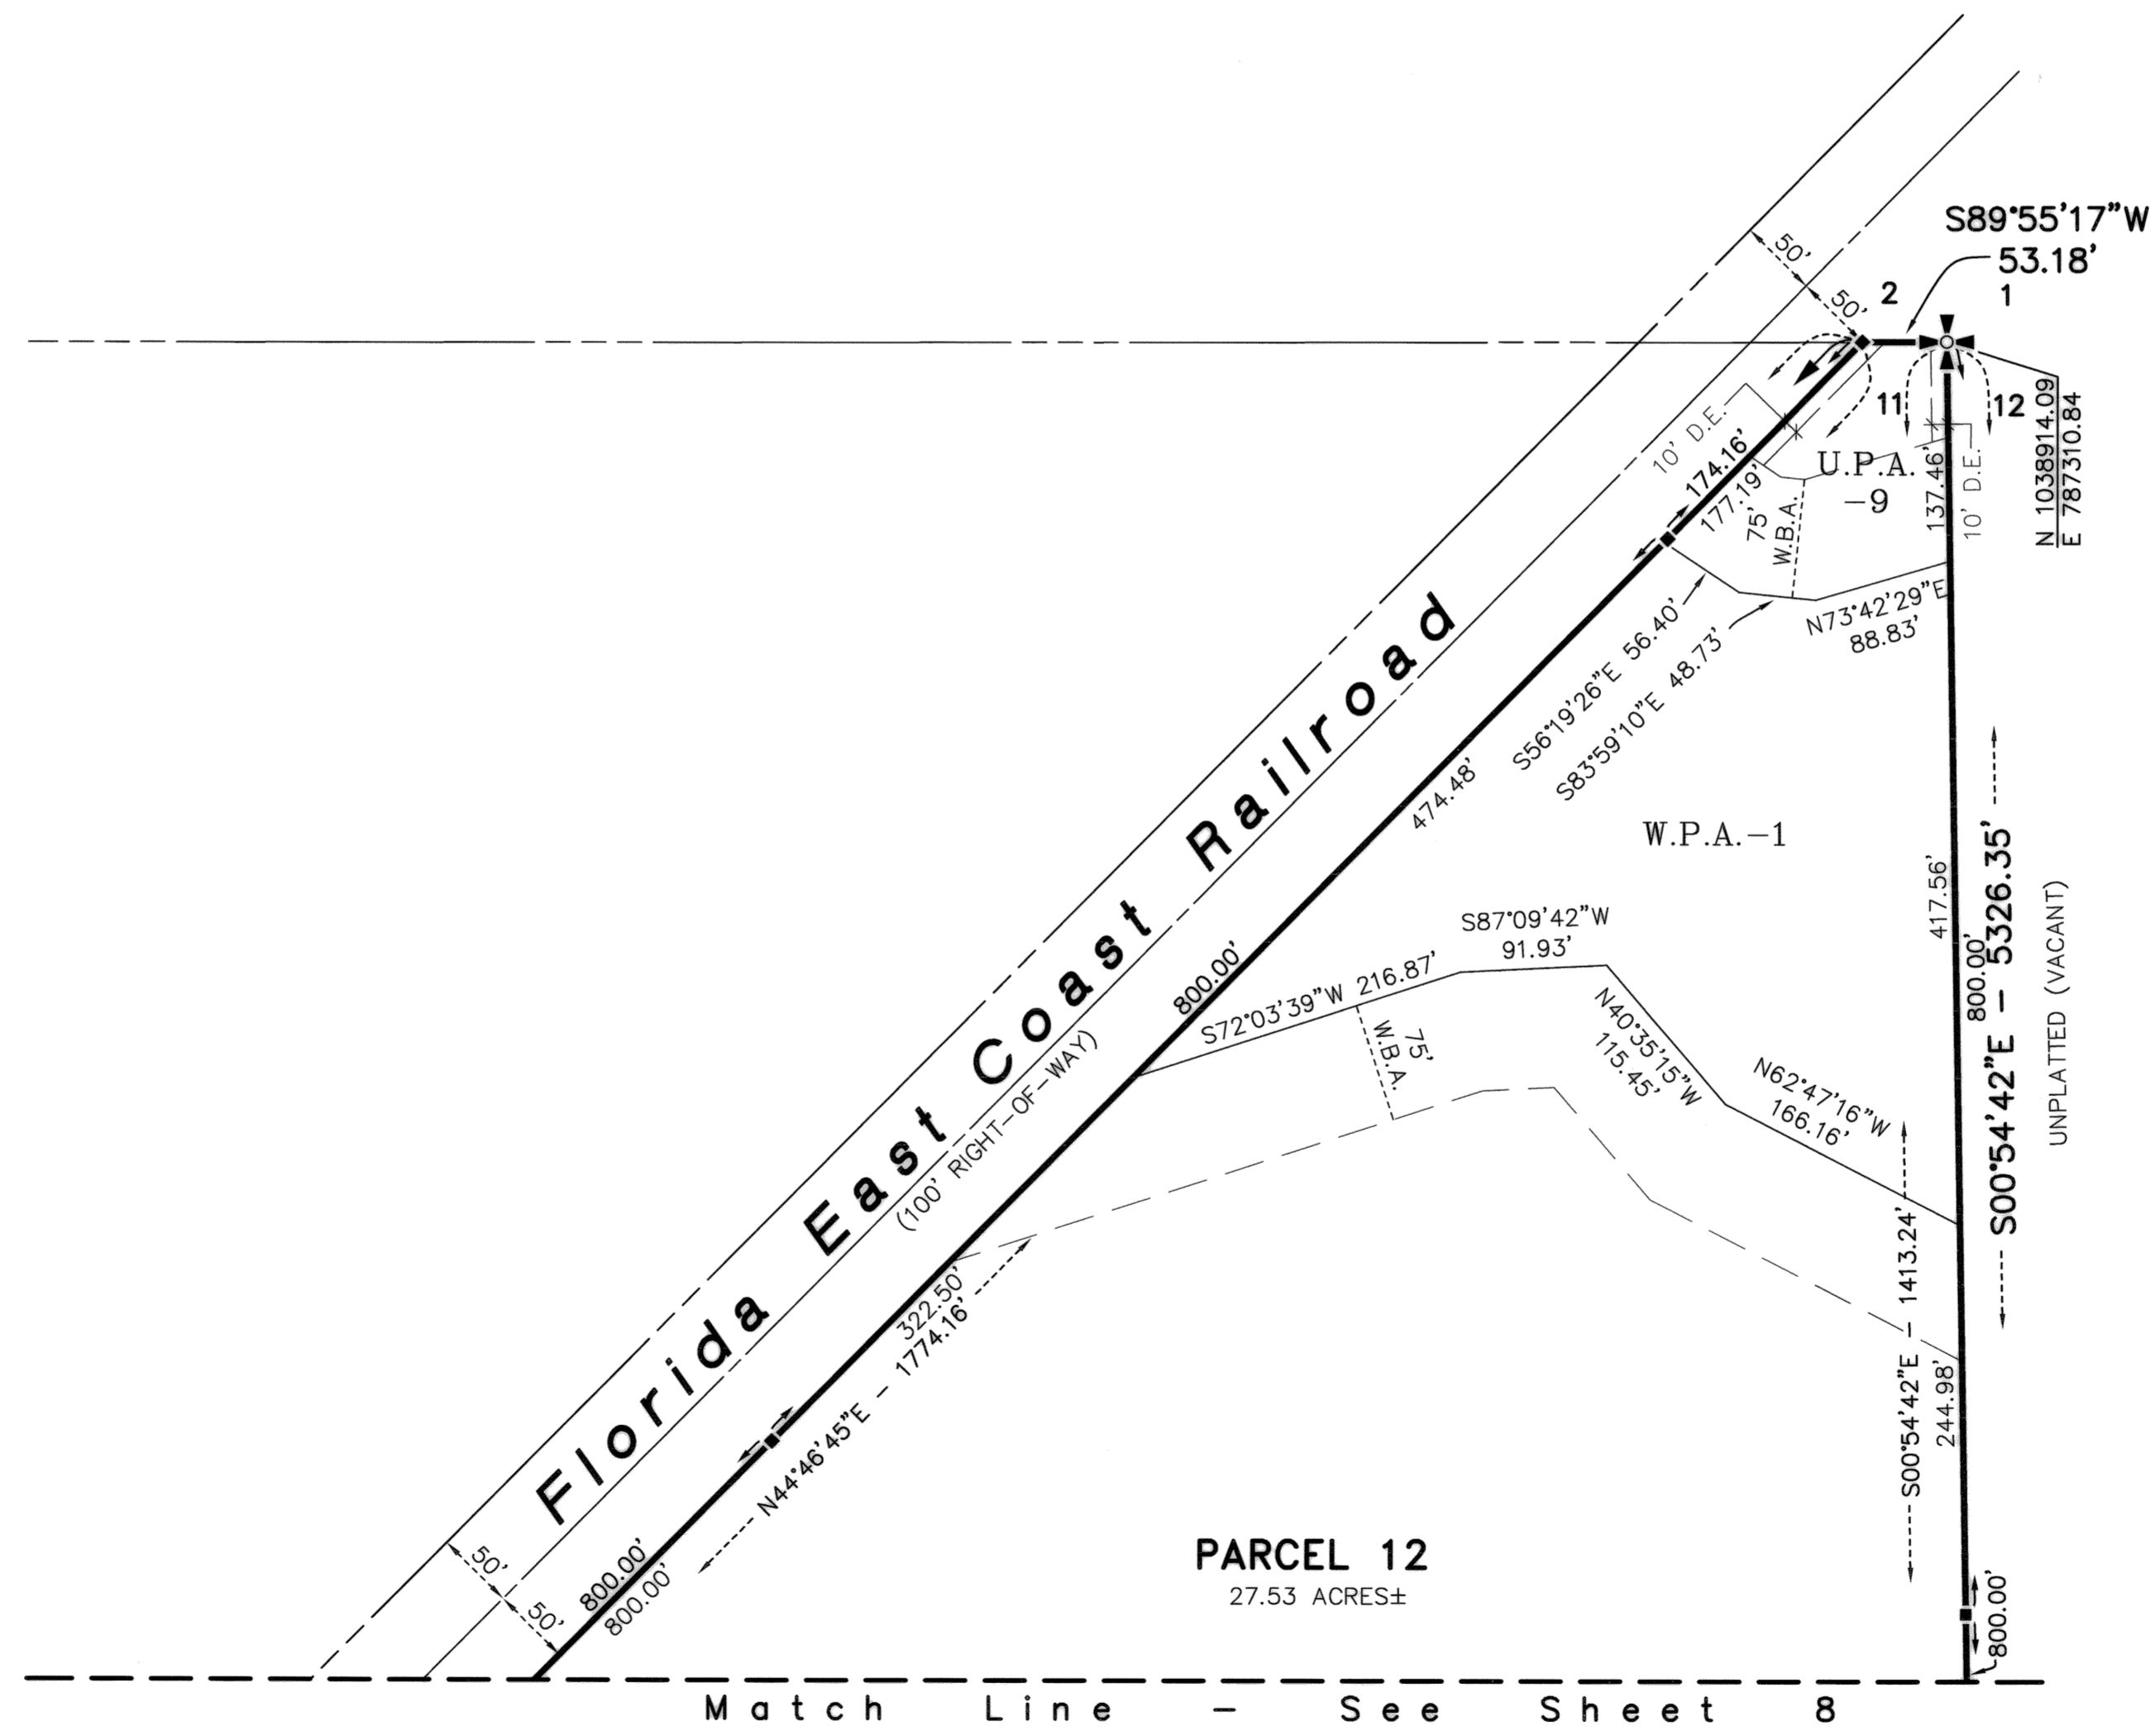 S89°55'17"W
53.18'
50'
50'
2
1
11
12
N 1038914.09
E 787310.84
10' D.E.
174.16'
177.19'
75'
W.B.A.
U.P.A.
-9
137.46'
10' D.E.
N73°42'29"E
88.83'
S56°19'26"E 56.40'
S83°59'10"E 48.73'
474.48'
W.P.A.-1
Florida East Coast Railroad
(100' RIGHT-OF-WAY)
800.00'
417.56'
800.00'
S00°54'42"E - 5326.35'
UNPLATTED (VACANT)
S87°09'42"W
91.93'
S72°03'39"W 216.87'
75'
W.B.A.
N40°35'15"W
115.45'
N62°47'16"W
166.16'
322.50'
N44°46'45"E - 1774.16'
S00°54'42"E - 1413.24'
244.98'
50'
50'
800.00'
800.00'
PARCEL 12
27.53 ACRES±
800.00'
Match Line - See Sheet 8